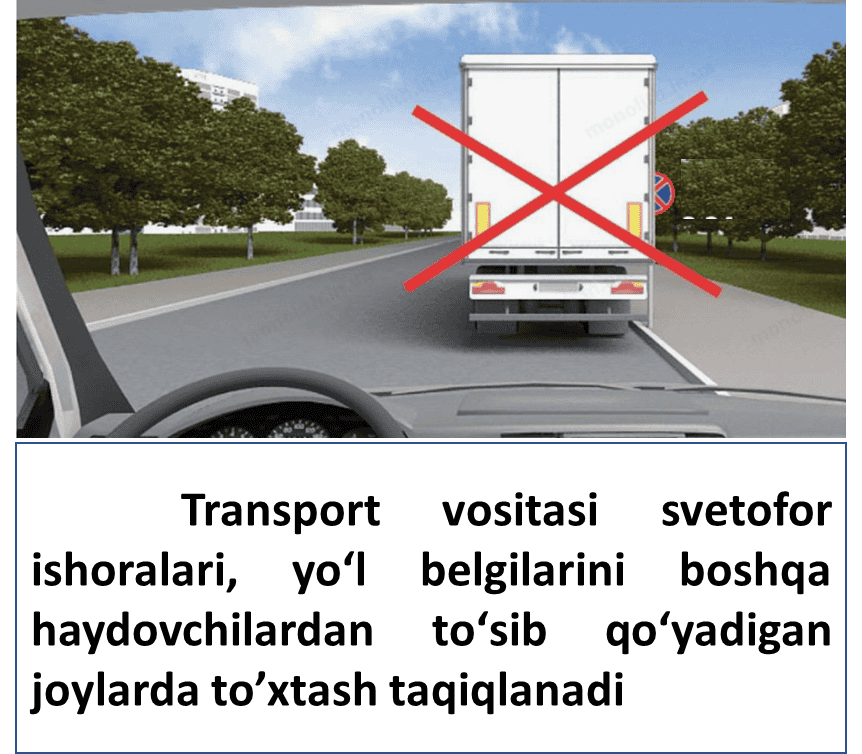 Transport vositasi svetofor
ishoralari, yo‘l belgilarini boshqa
haydovchilardan to‘sib qo‘yadigan
joylarda to’xtash taqiqlanadi